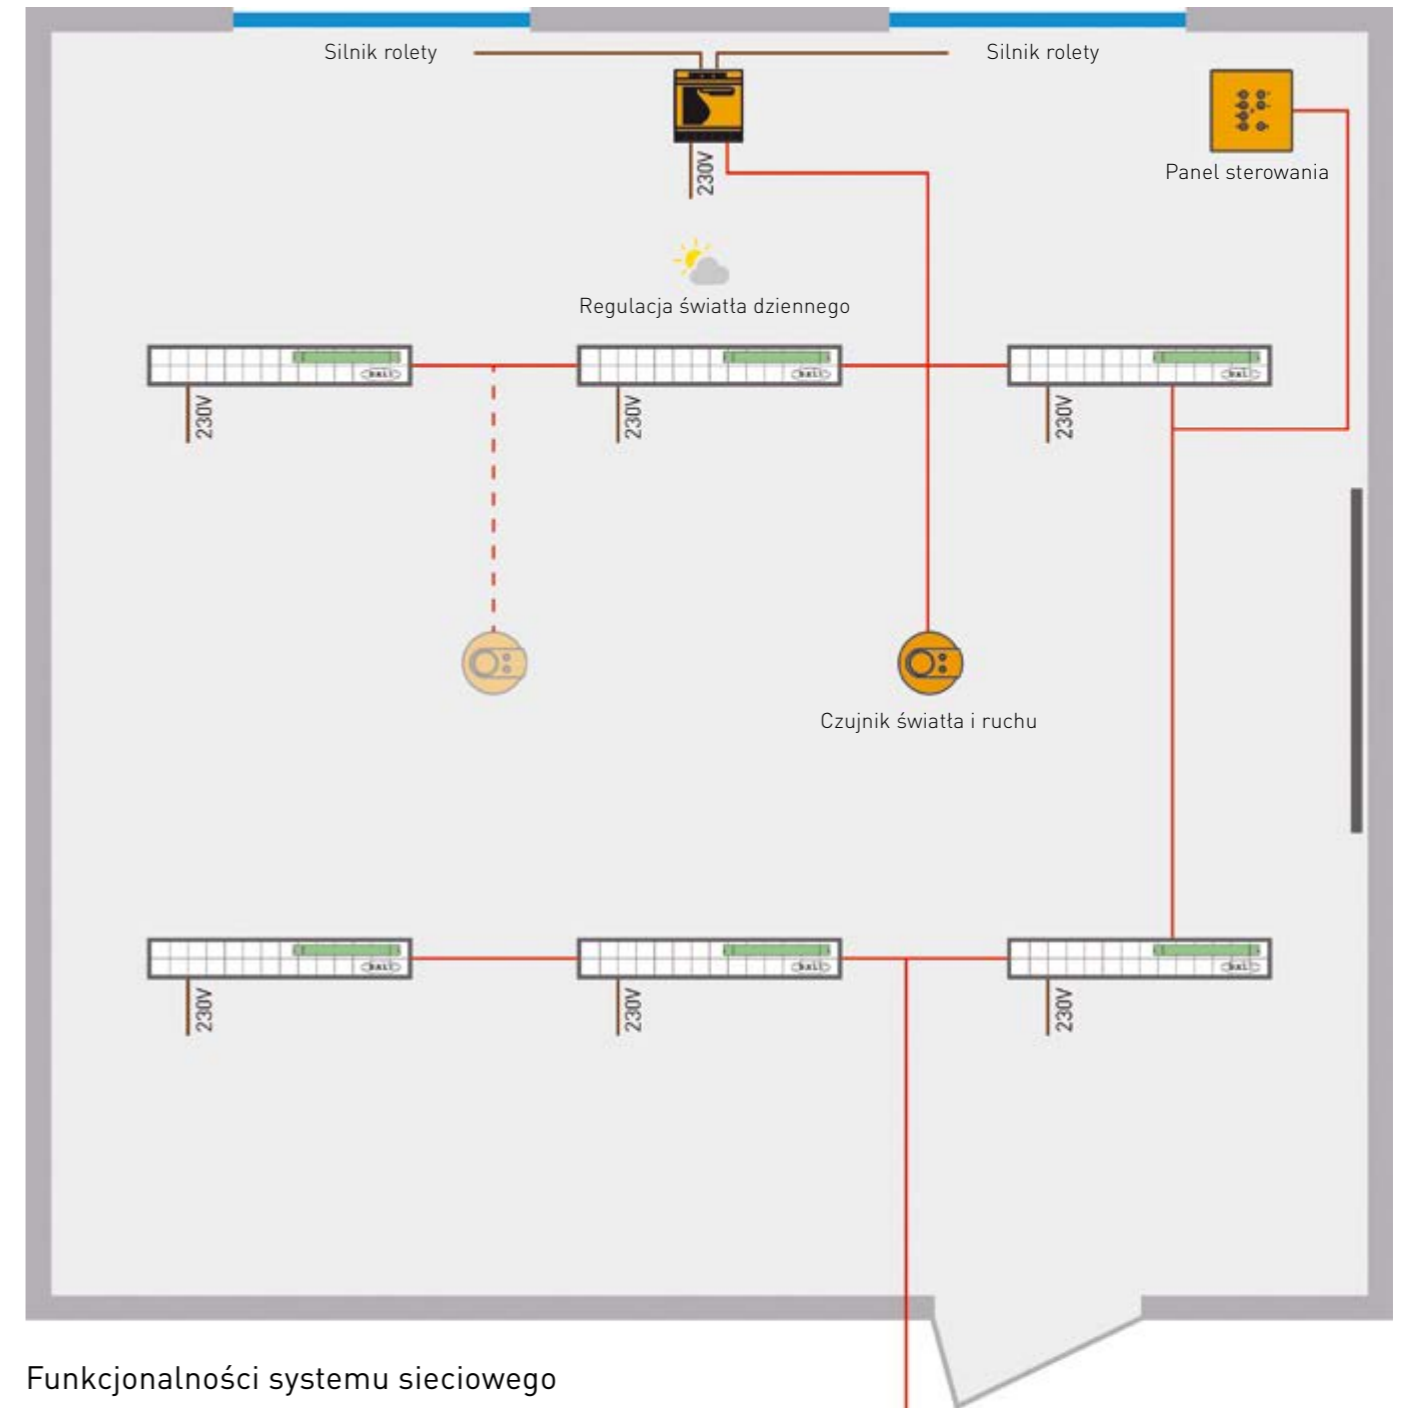 Silnik rolety
Silnik rolety
230V
Panel sterowania
Regulacja światła dziennego
230V
230V
230V
Czujnik światła i ruchu
230V
230V
230V
Funkcjonalności systemu sieciowego